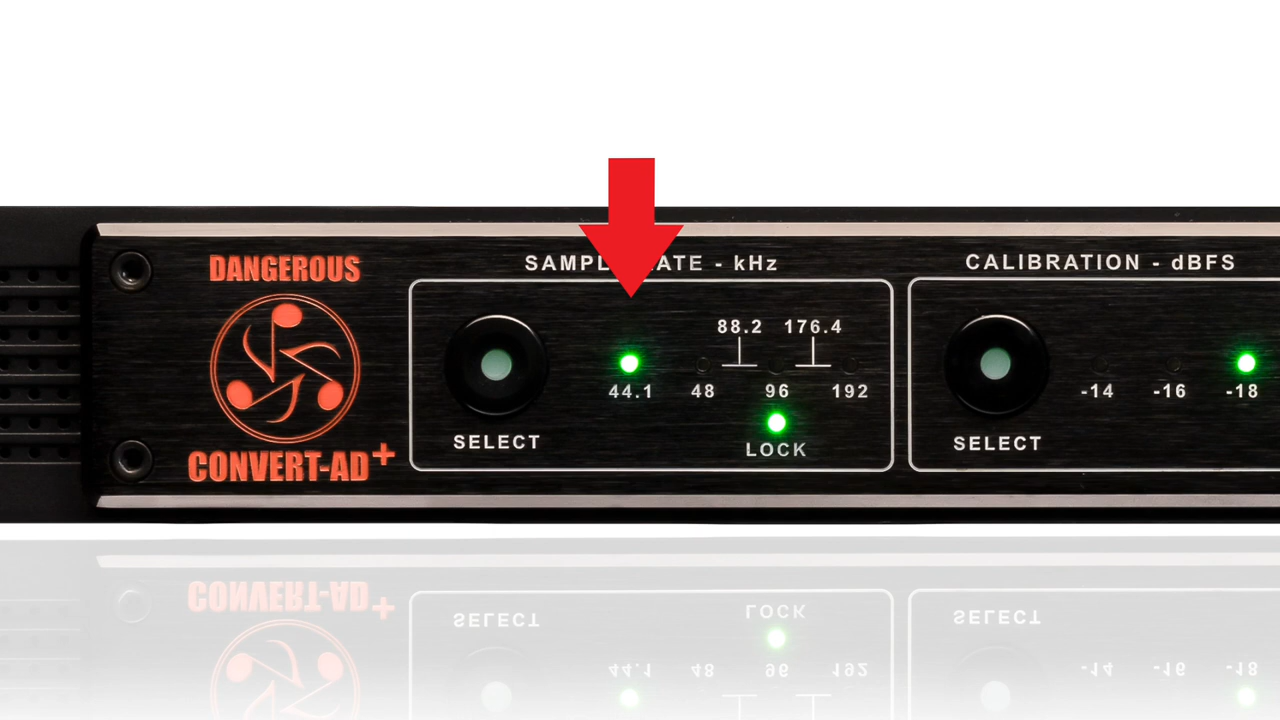 DANGEROUS
CONVERT-AD+
SAMPL ATE - kHz
88.2 176.4
44.1 48 96 192
SELECT
LOCK
CALIBRATION - dBFS
-14 -16 -18
SELECT